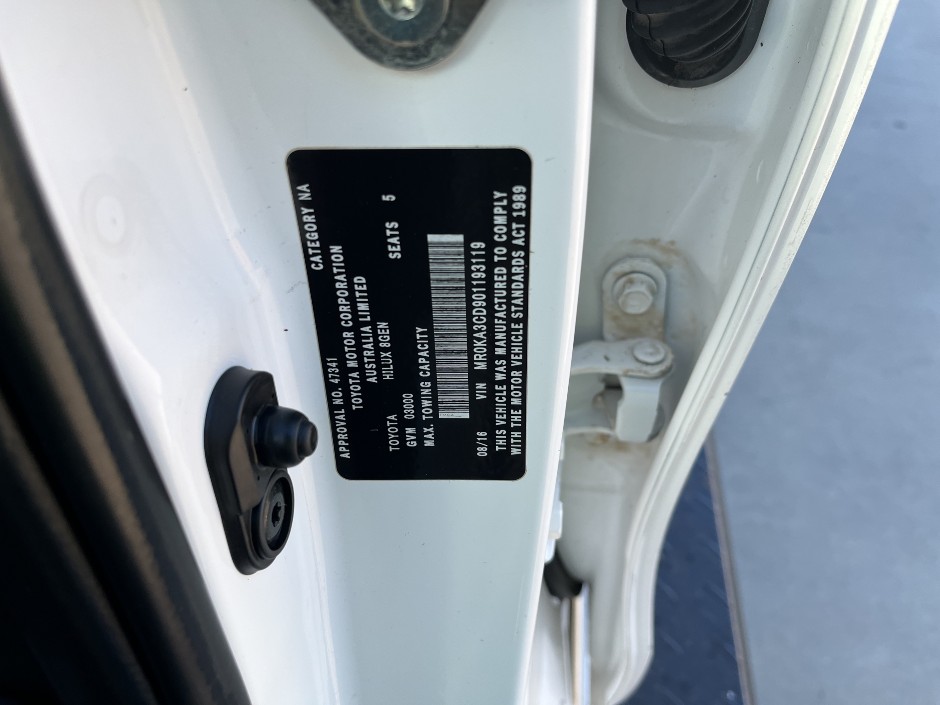 APPROVAL NO. 47341 CATEGORY NA
TOYOTA MOTOR CORPORATION
AUSTRALIA LIMITED
TOYOTA HILUX 8GEN
GVM 03000 SEATS 5
MAX. TOWING CAPACITY
08/16 VIN MR0KA3CD901193119
THIS VEHICLE WAS MANUFACTURED TO COMPLY
WITH THE MOTOR VEHICLE STANDARDS ACT 1989